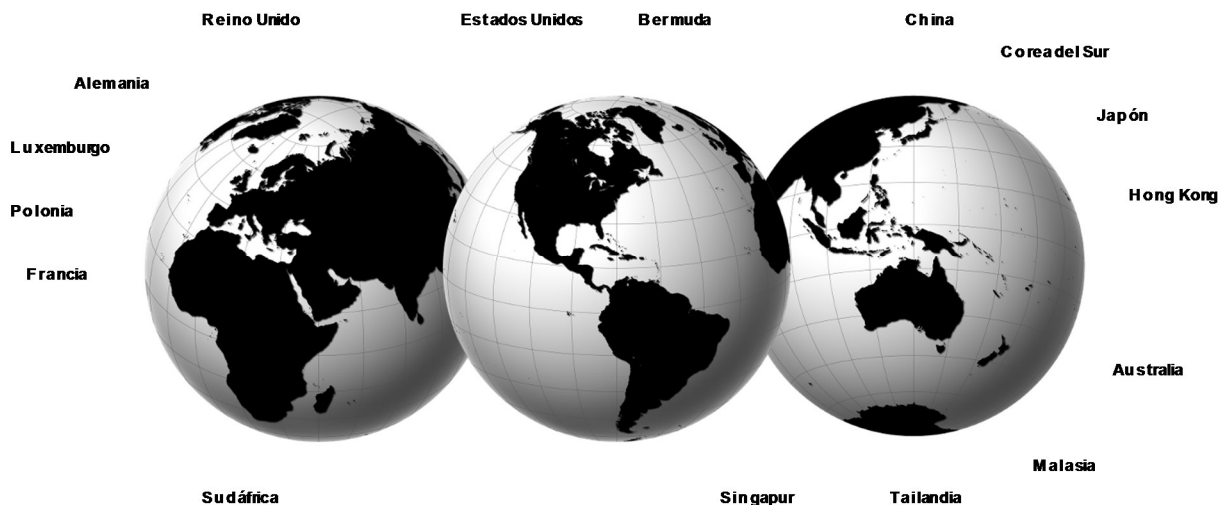 Reino Unido
Estados Unidos
Bermuda
China
Corea del Sur
Alemania
Japón
Luxemburgo
Hong Kong
Polonia
Francia
Australia
Malasia
Sudáfrica
Singapur
Tailandia